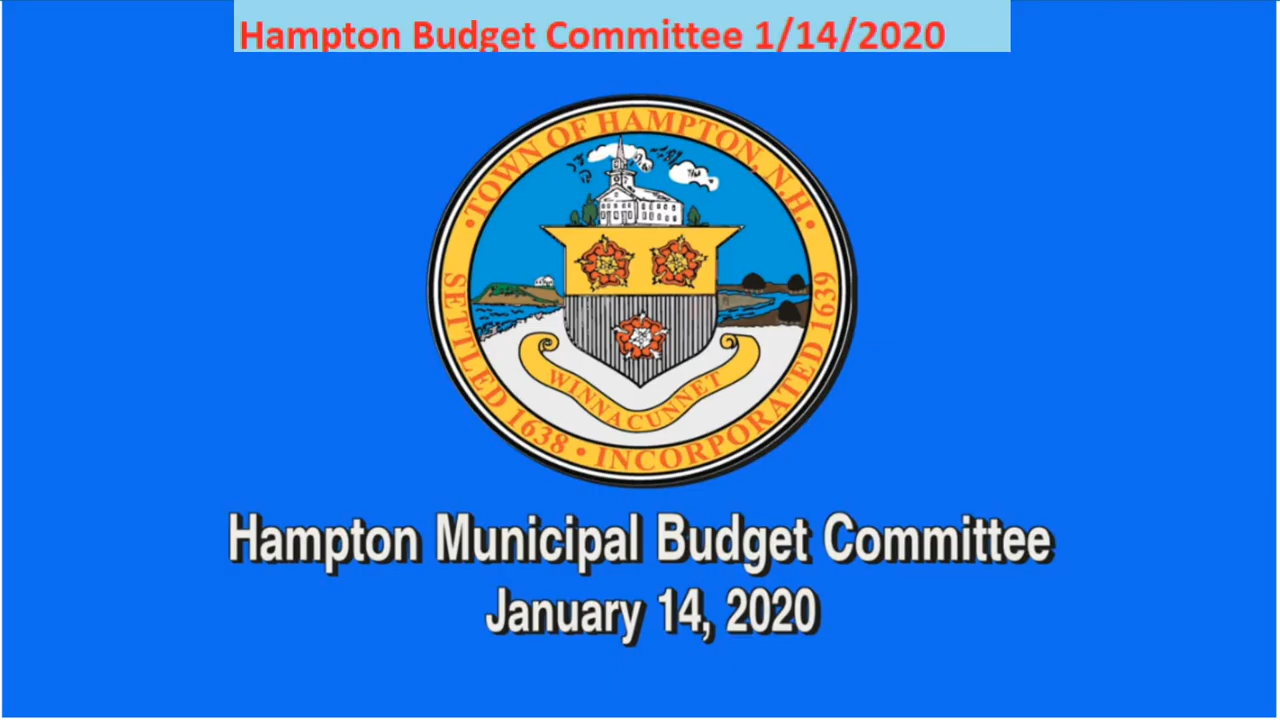 Hampton Budget Committee 1/14/2020
• TOWN OF HAMPTON, N.H. •
SETTLED 1638 • INCORPORATED 1639
WINNACUNNET
Hampton Municipal Budget Committee
January 14, 2020